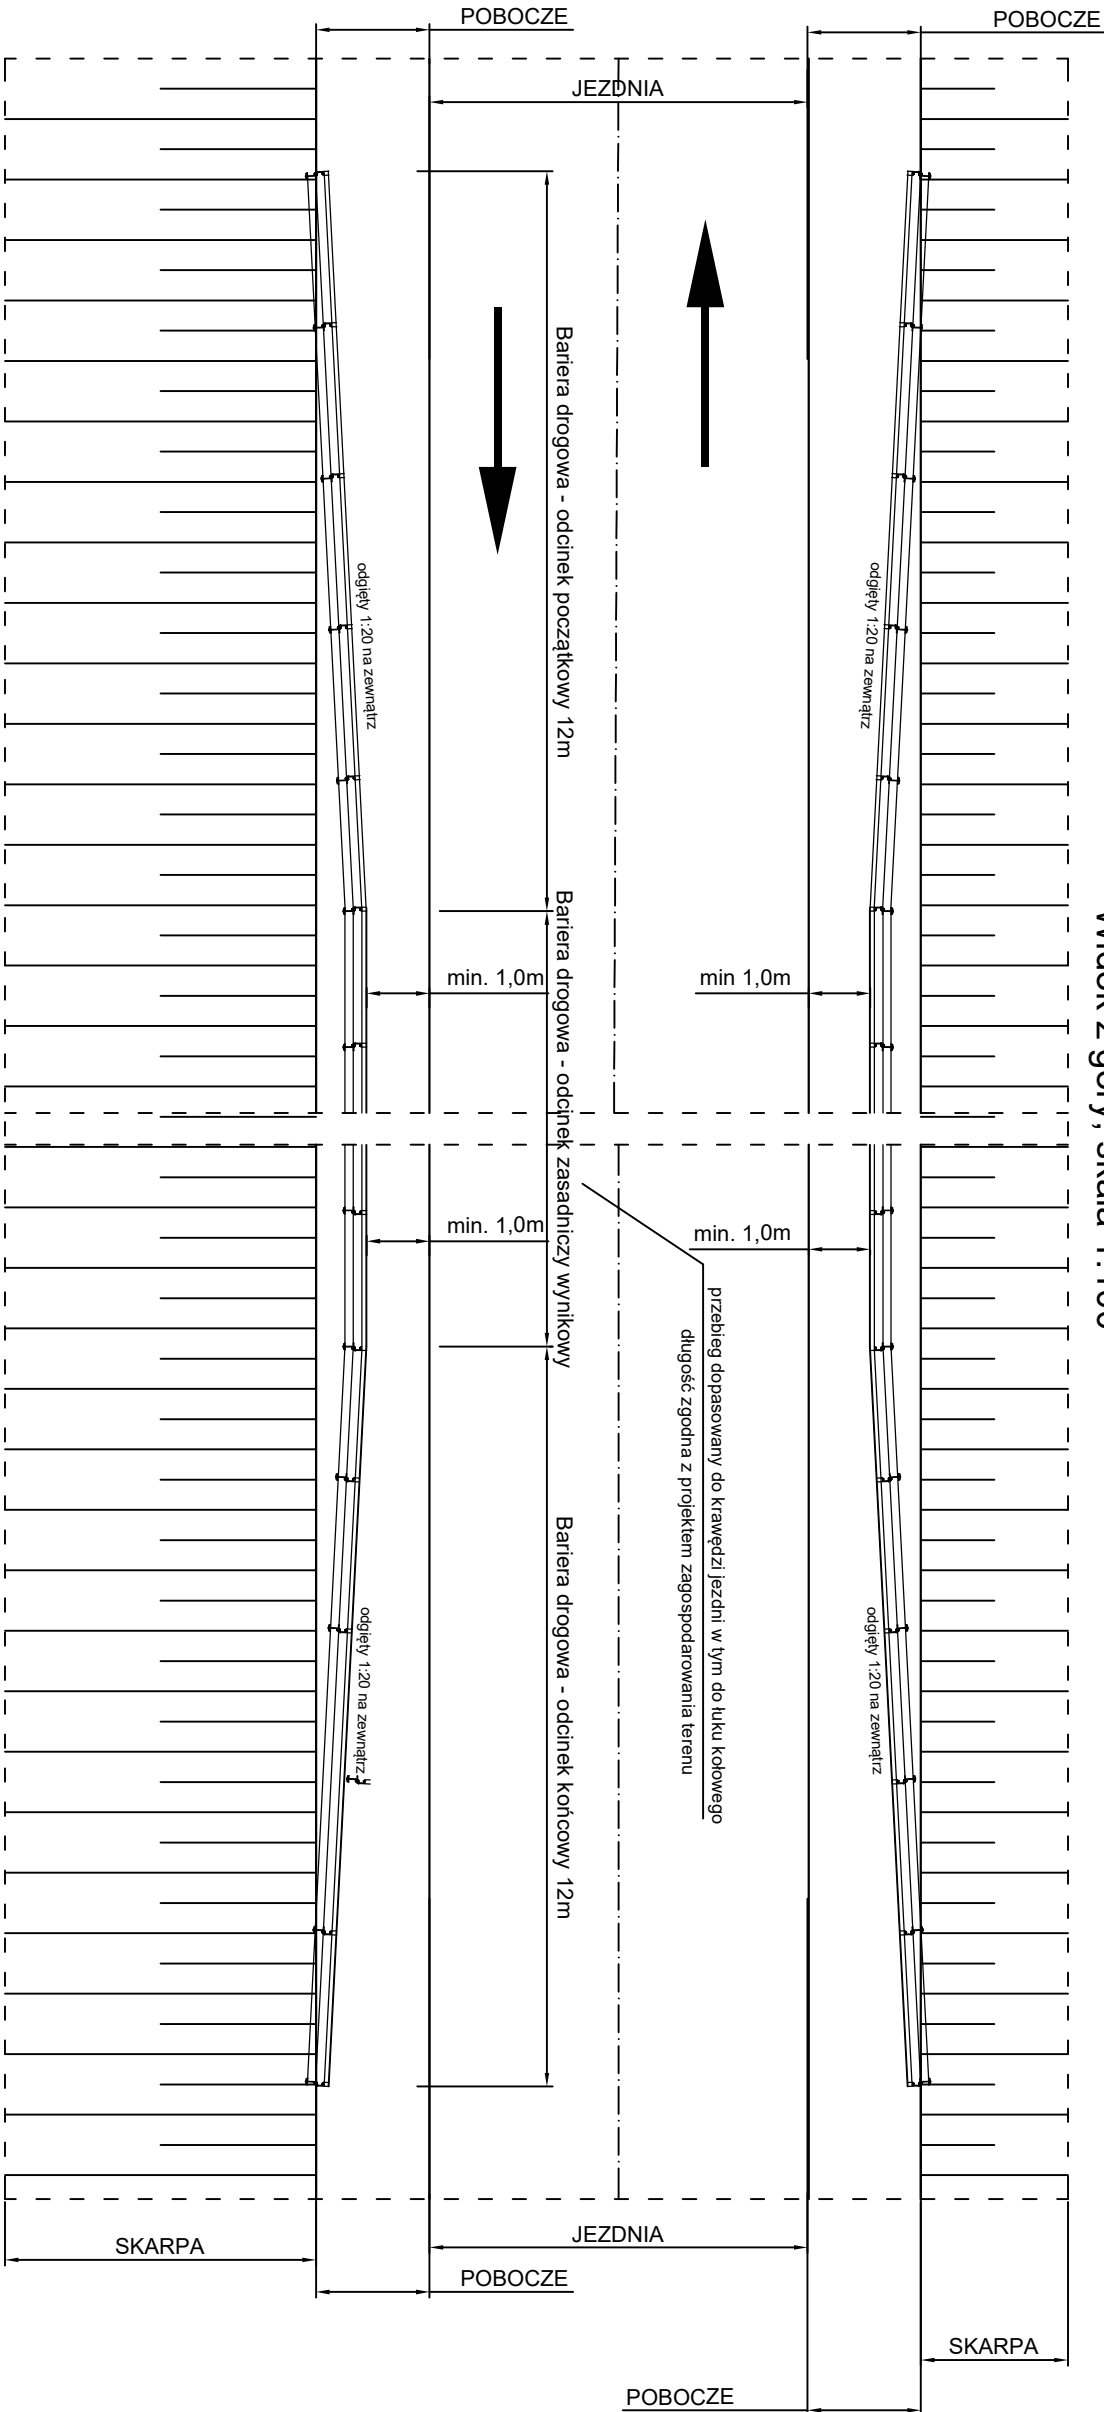 POBOCZE
POBOCZE
JEZDNIA
Bariera drogowa - odcinek początkowy 12m
odgięty 1:20 na zewnątrz
odgięty 1:20 na zewnątrz
Widok z góry, skala 1:100
Bariera drogowa - odcinek zasadniczy wynikowy
min. 1,0m
min 1,0m
min. 1,0m
min. 1,0m
przebieg dopasowany do krawędzi jezdni w tym do łuku kołowego
długość zgodna z projektem zagospodarowania terenu
Bariera drogowa - odcinek końcowy 12m
odgięty 1:20 na zewnątrz
odgięty 1:20 na zewnątrz
JEZDNIA
SKARPA
POBOCZE
SKARPA
POBOCZE